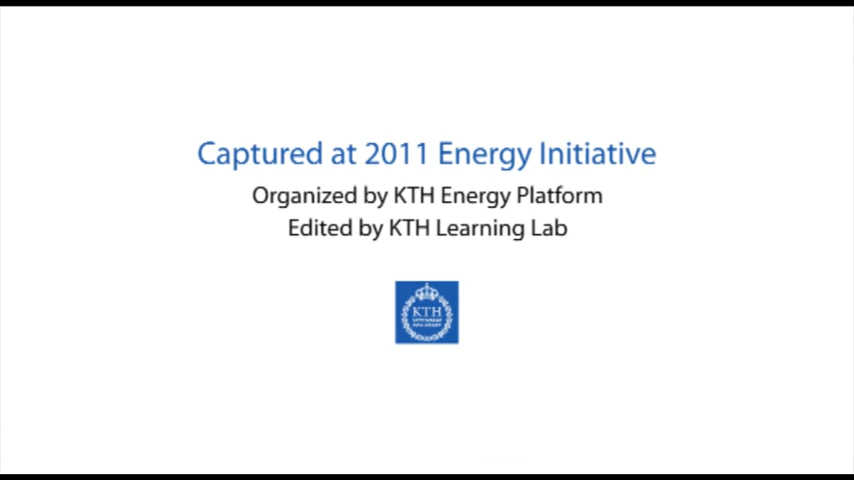 Captured at 2011 Energy Initiative
Organized by KTH Energy Platform
Edited by KTH Learning Lab
KTH